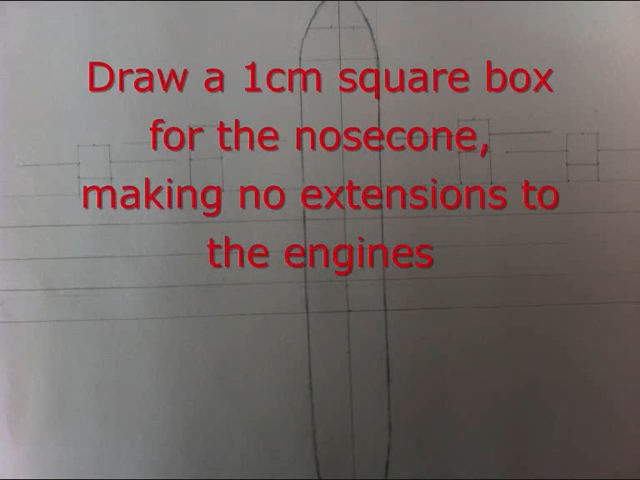 Draw a 1cm square box
for the nosecone,
making no extensions to
the engines